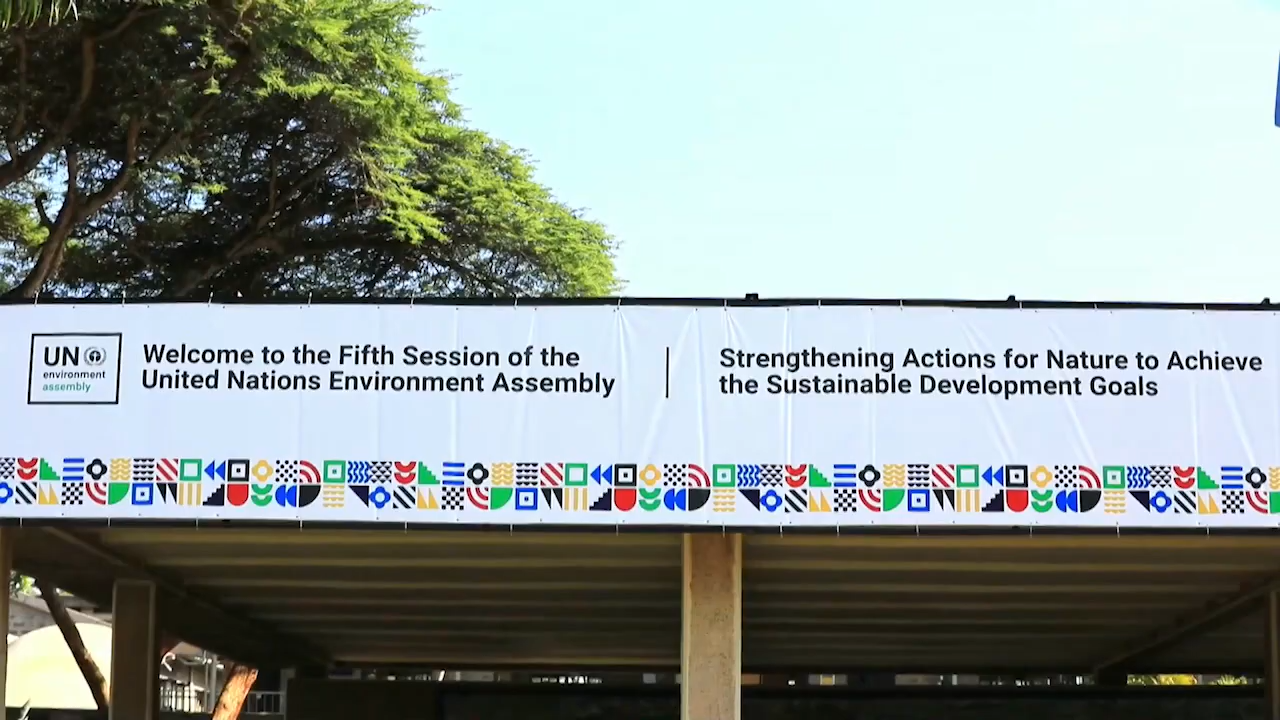 UN
environment
assembly
Welcome to the Fifth Session of the
United Nations Environment Assembly
Strengthening Actions for Nature to Achieve
the Sustainable Development Goals